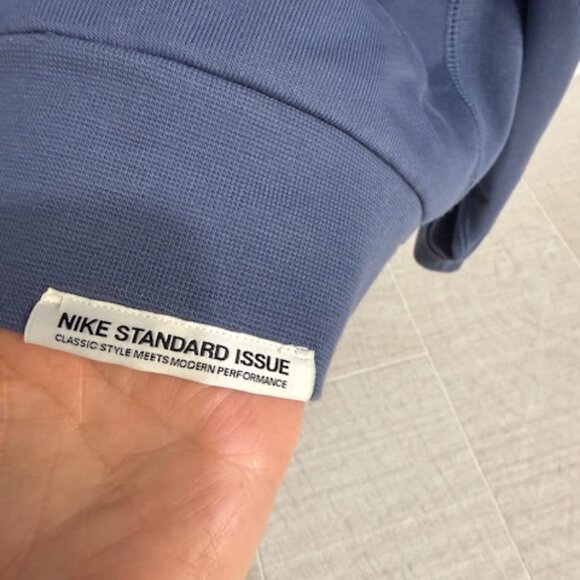 NIKE STANDARD ISSUE
CLASSIC STYLE MEETS MODERN PERFORMANCE